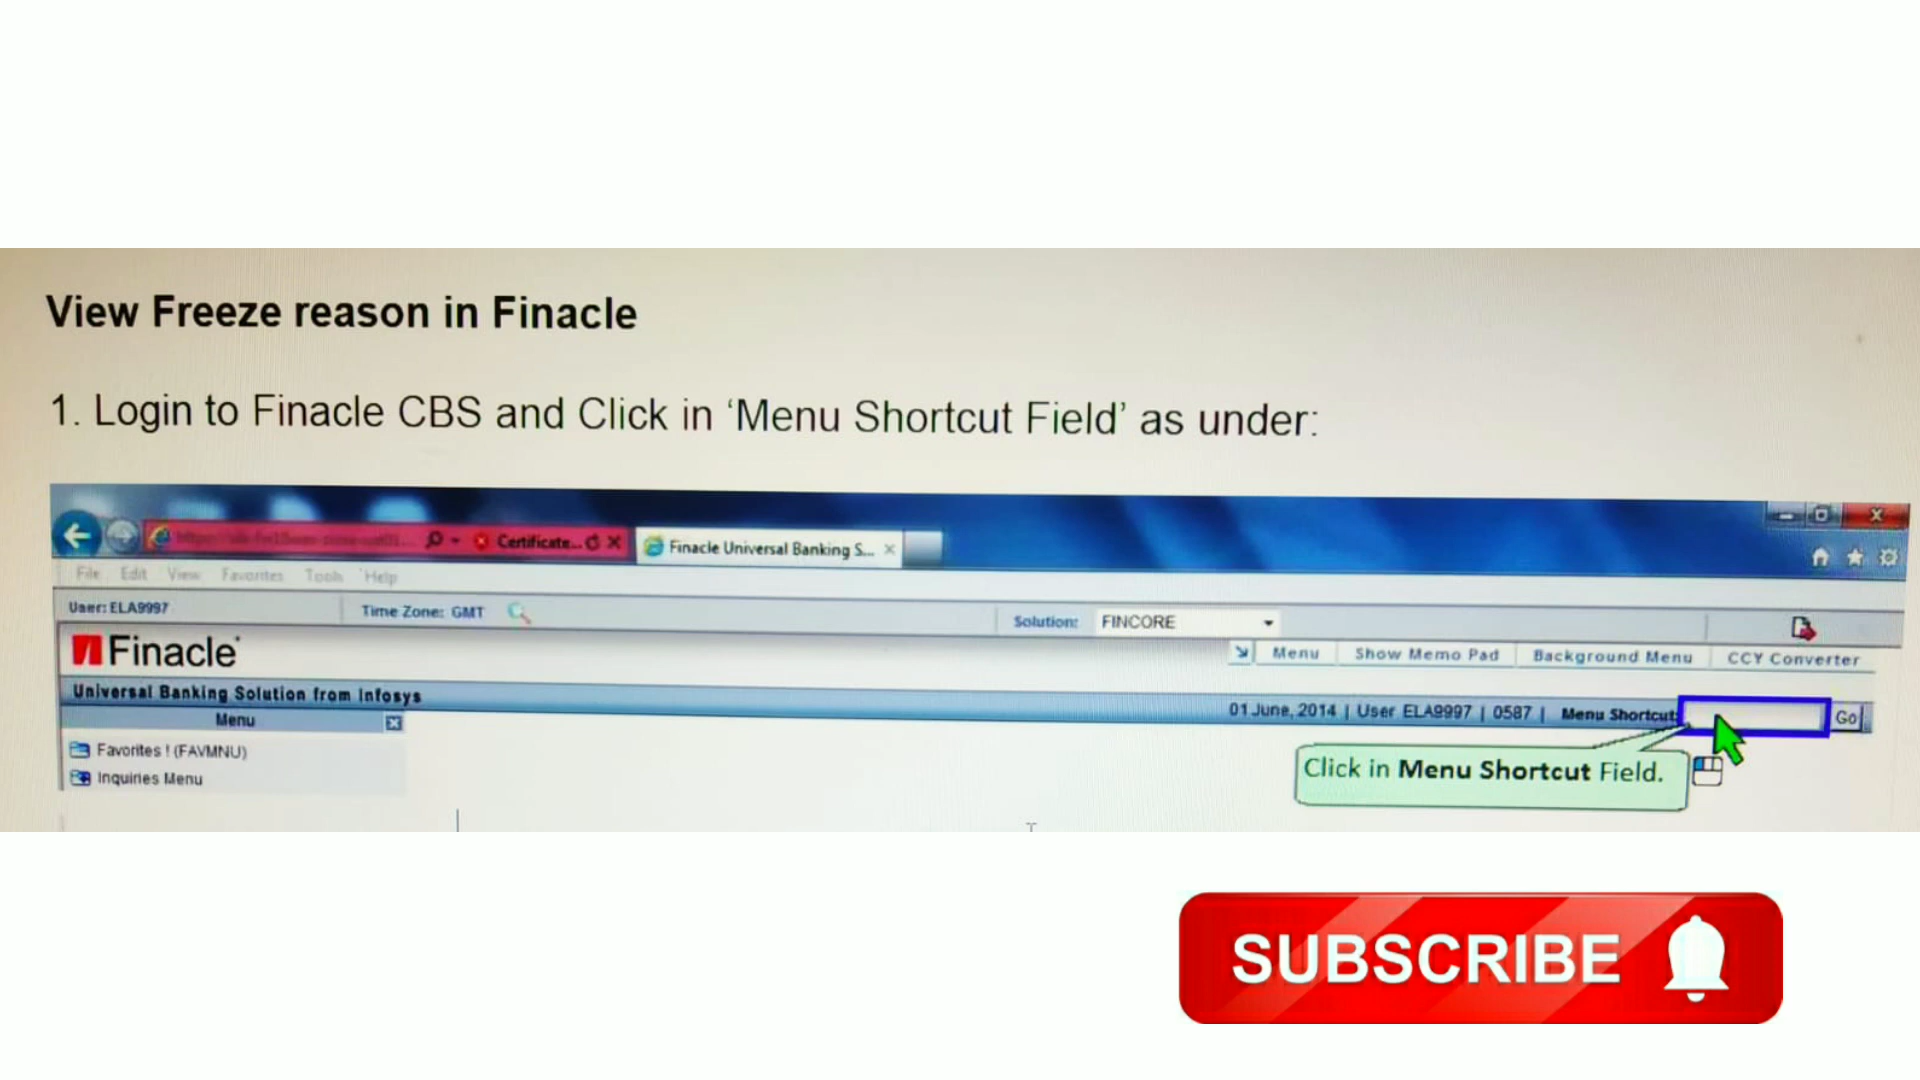 View Freeze reason in Finacle
1. Login to Finacle CBS and Click in ‘Menu Shortcut Field’ as under:
Certificate...
Finacle Universal Banking S...
File Edit View Favorites Tools Help
User: ELA9997
Time Zone: GMT
Solution: FINCORE
Finacle
Menu Show Memo Pad Background Menu CCY Converter
Universal Banking Solution from Infosys
01 June, 2014 | User ELA9997 | 0587 | Menu Shortcut: Go
Menu
Favorites ! (FAVMNU)
Inquiries Menu
Click in Menu Shortcut Field.
SUBSCRIBE